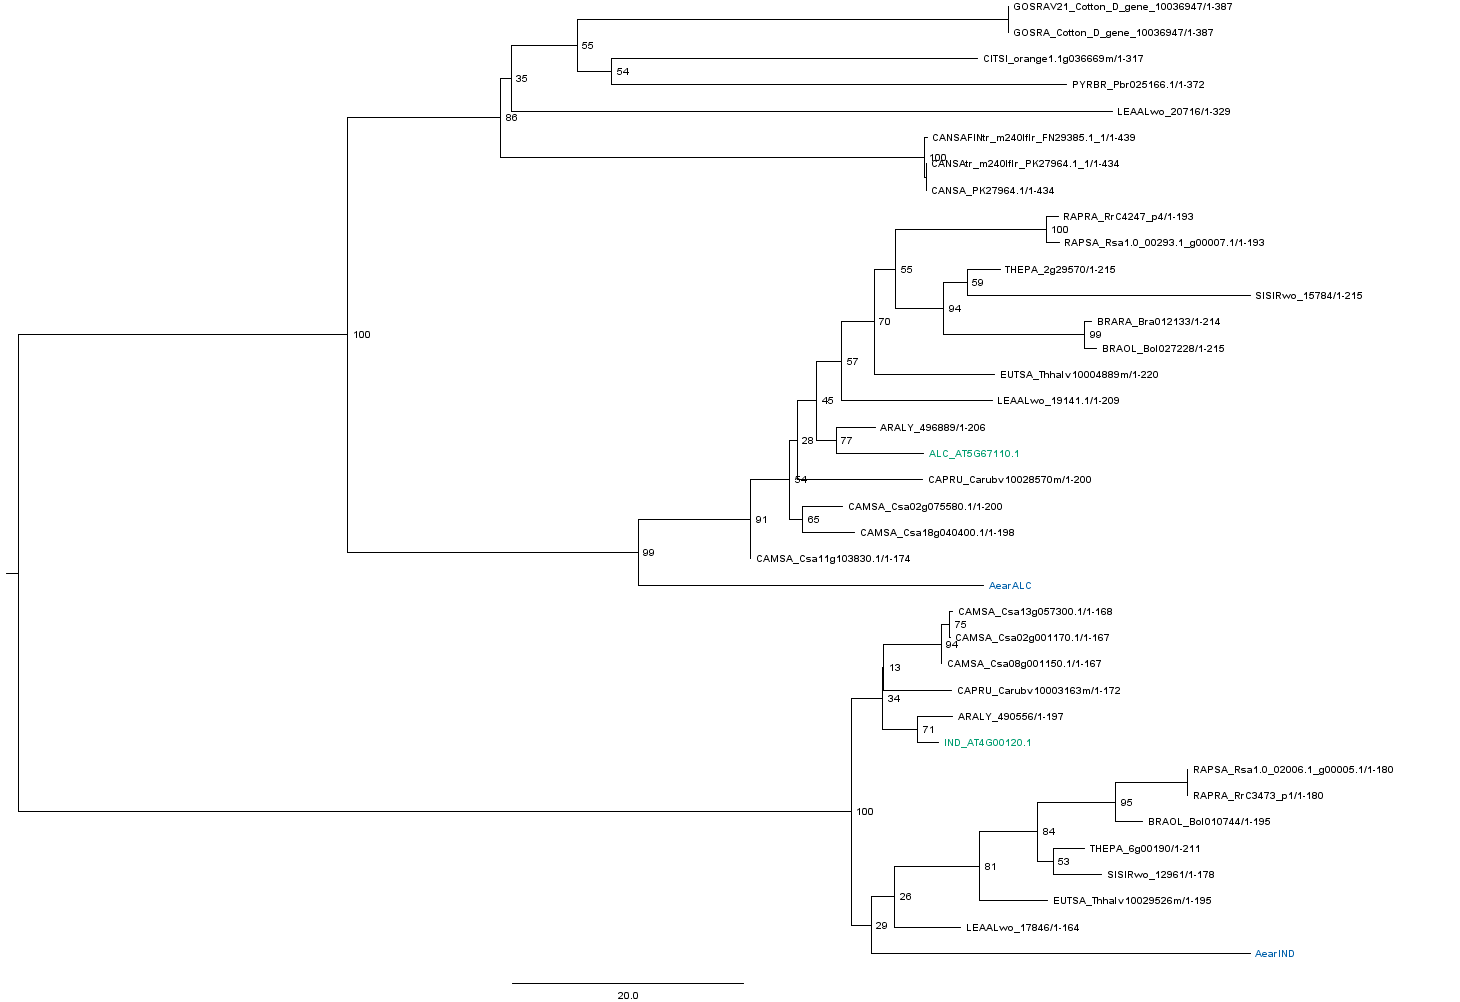 GOSRAV21_Cotton_D_gene_10036947/1-387
GOSRA_Cotton_D_gene_10036947/1-387
55
CITSI_orange1.1g036669m/1-317
54
35
PYRBR_Pbr025166.1/1-372
LEAALwo_20716/1-329
86
CANSAFINtr_m240lflr_FN29385.1_1/1-439
100
CANSAtr_m240lflr_PK27964.1_1/1-434
CANSA_PK27964.1/1-434
RAPRA_RrC4247_p4/1-193
100
RAPSA_Rsa1.0_00293.1_g00007.1/1-193
55
THEPA_2g29570/1-215
59
SISIRwo_15784/1-215
94
70
BRARA_Bra012133/1-214
99
100
BRAOL_Bol027228/1-215
57
EUTSA_Thhalv10004889m/1-220
45
LEAALwo_19141.1/1-209
ARALY_496889/1-206
28
77
ALC_AT5G67110.1
54
CAPRU_Carubv10028570m/1-200
CAMSA_Csa02g075580.1/1-200
91
65
CAMSA_Csa18g040400.1/1-198
99
CAMSA_Csa11g103830.1/1-174
AearALC
CAMSA_Csa13g057300.1/1-168
75
CAMSA_Csa02g001170.1/1-167
94
CAMSA_Csa08g001150.1/1-167
13
CAPRU_Carubv10003163m/1-172
34
ARALY_490556/1-197
71
IND_AT4G00120.1
RAPSA_Rsa1.0_02006.1_g00005.1/1-180
RAPRA_RrC3473_p1/1-180
95
100
BRAOL_Bol010744/1-195
84
THEPA_6g00190/1-211
53
81
SISIRwo_12961/1-178
26
EUTSA_Thhalv10029526m/1-195
29
LEAALwo_17846/1-164
AearIND
20.0